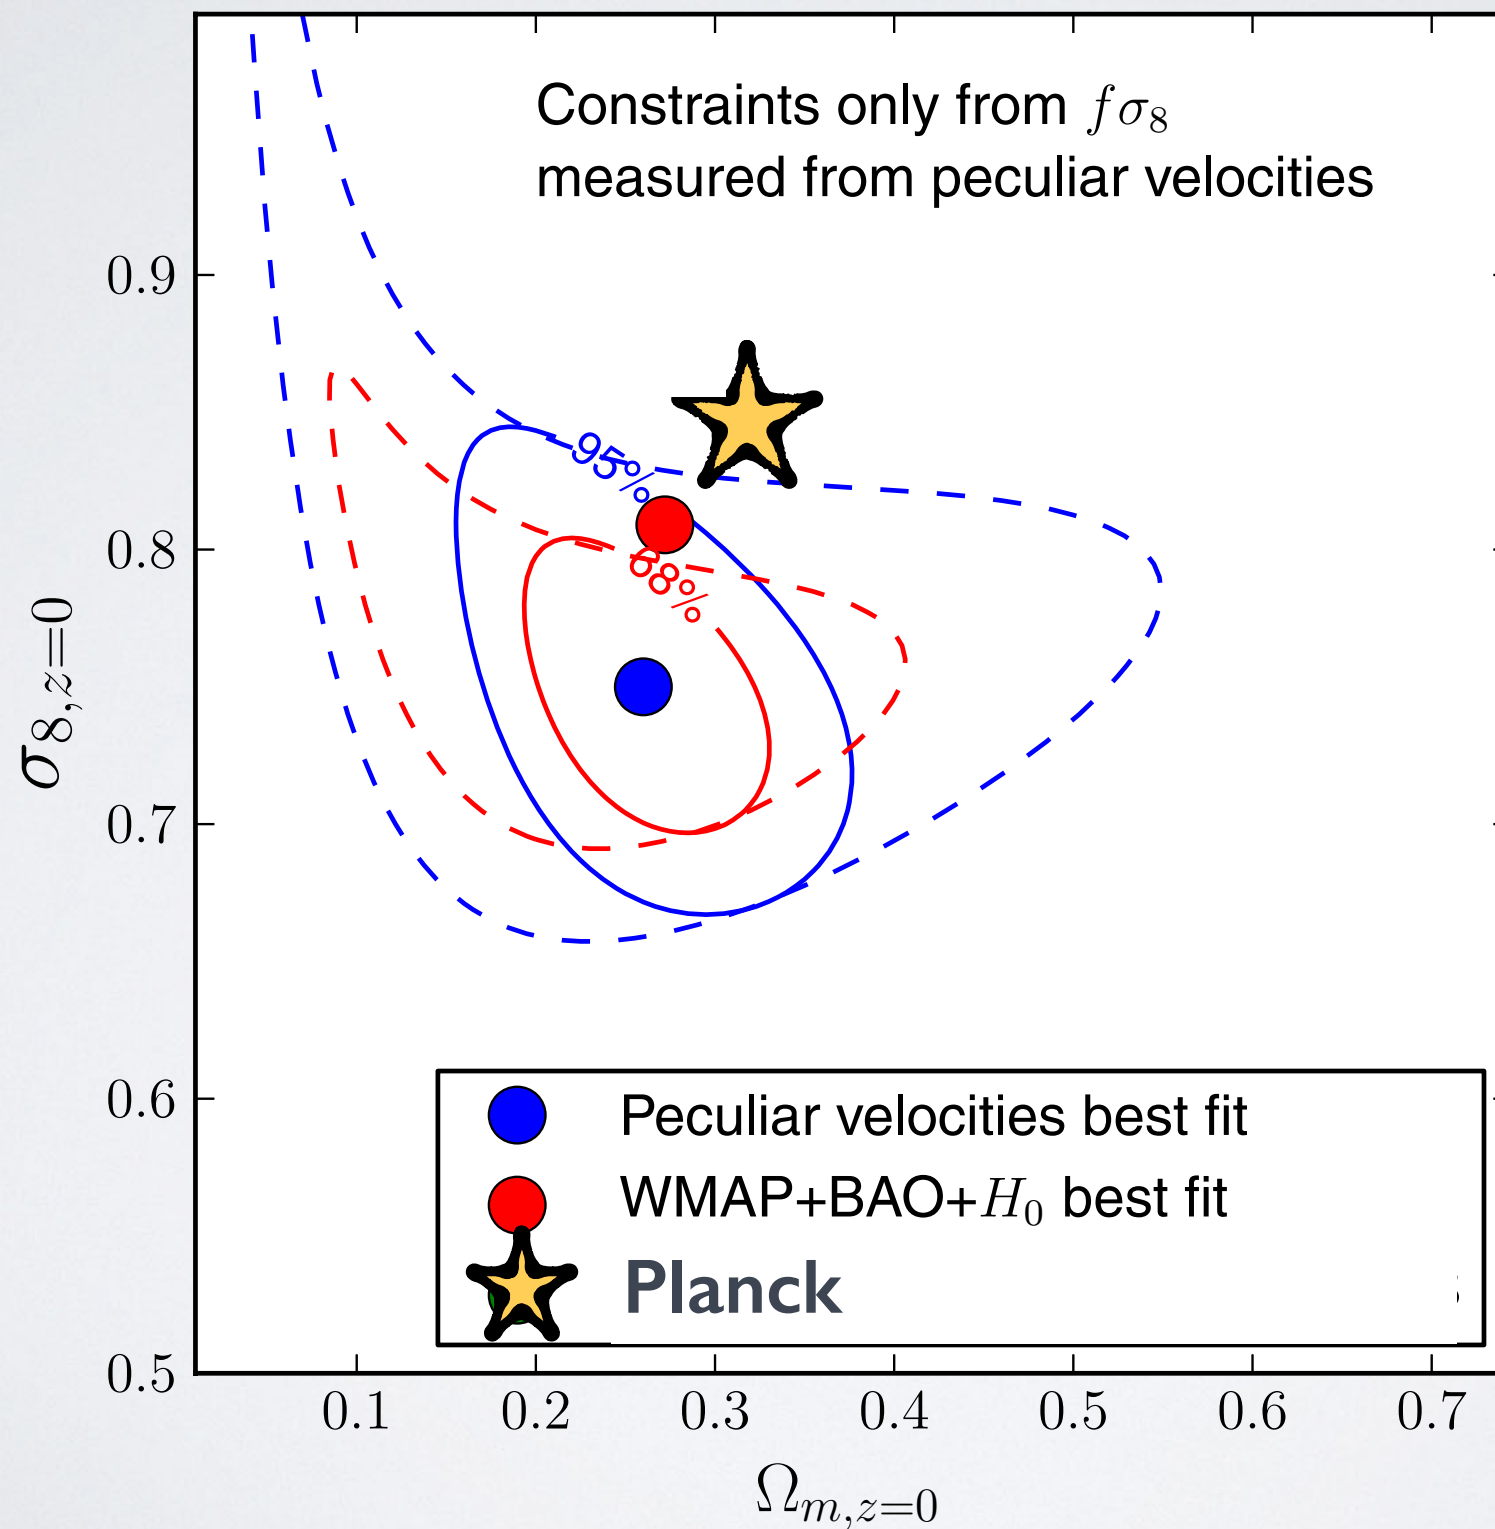 Constraints only from fσ₈
measured from peculiar velocities
0.9
0.8
0.7
0.6
0.5
σ₈,z=0
95%
68%
Peculiar velocities best fit
WMAP+BAO+H₀ best fit
Planck
0.1 0.2 0.3 0.4 0.5 0.6 0.7
Ωm,z=0